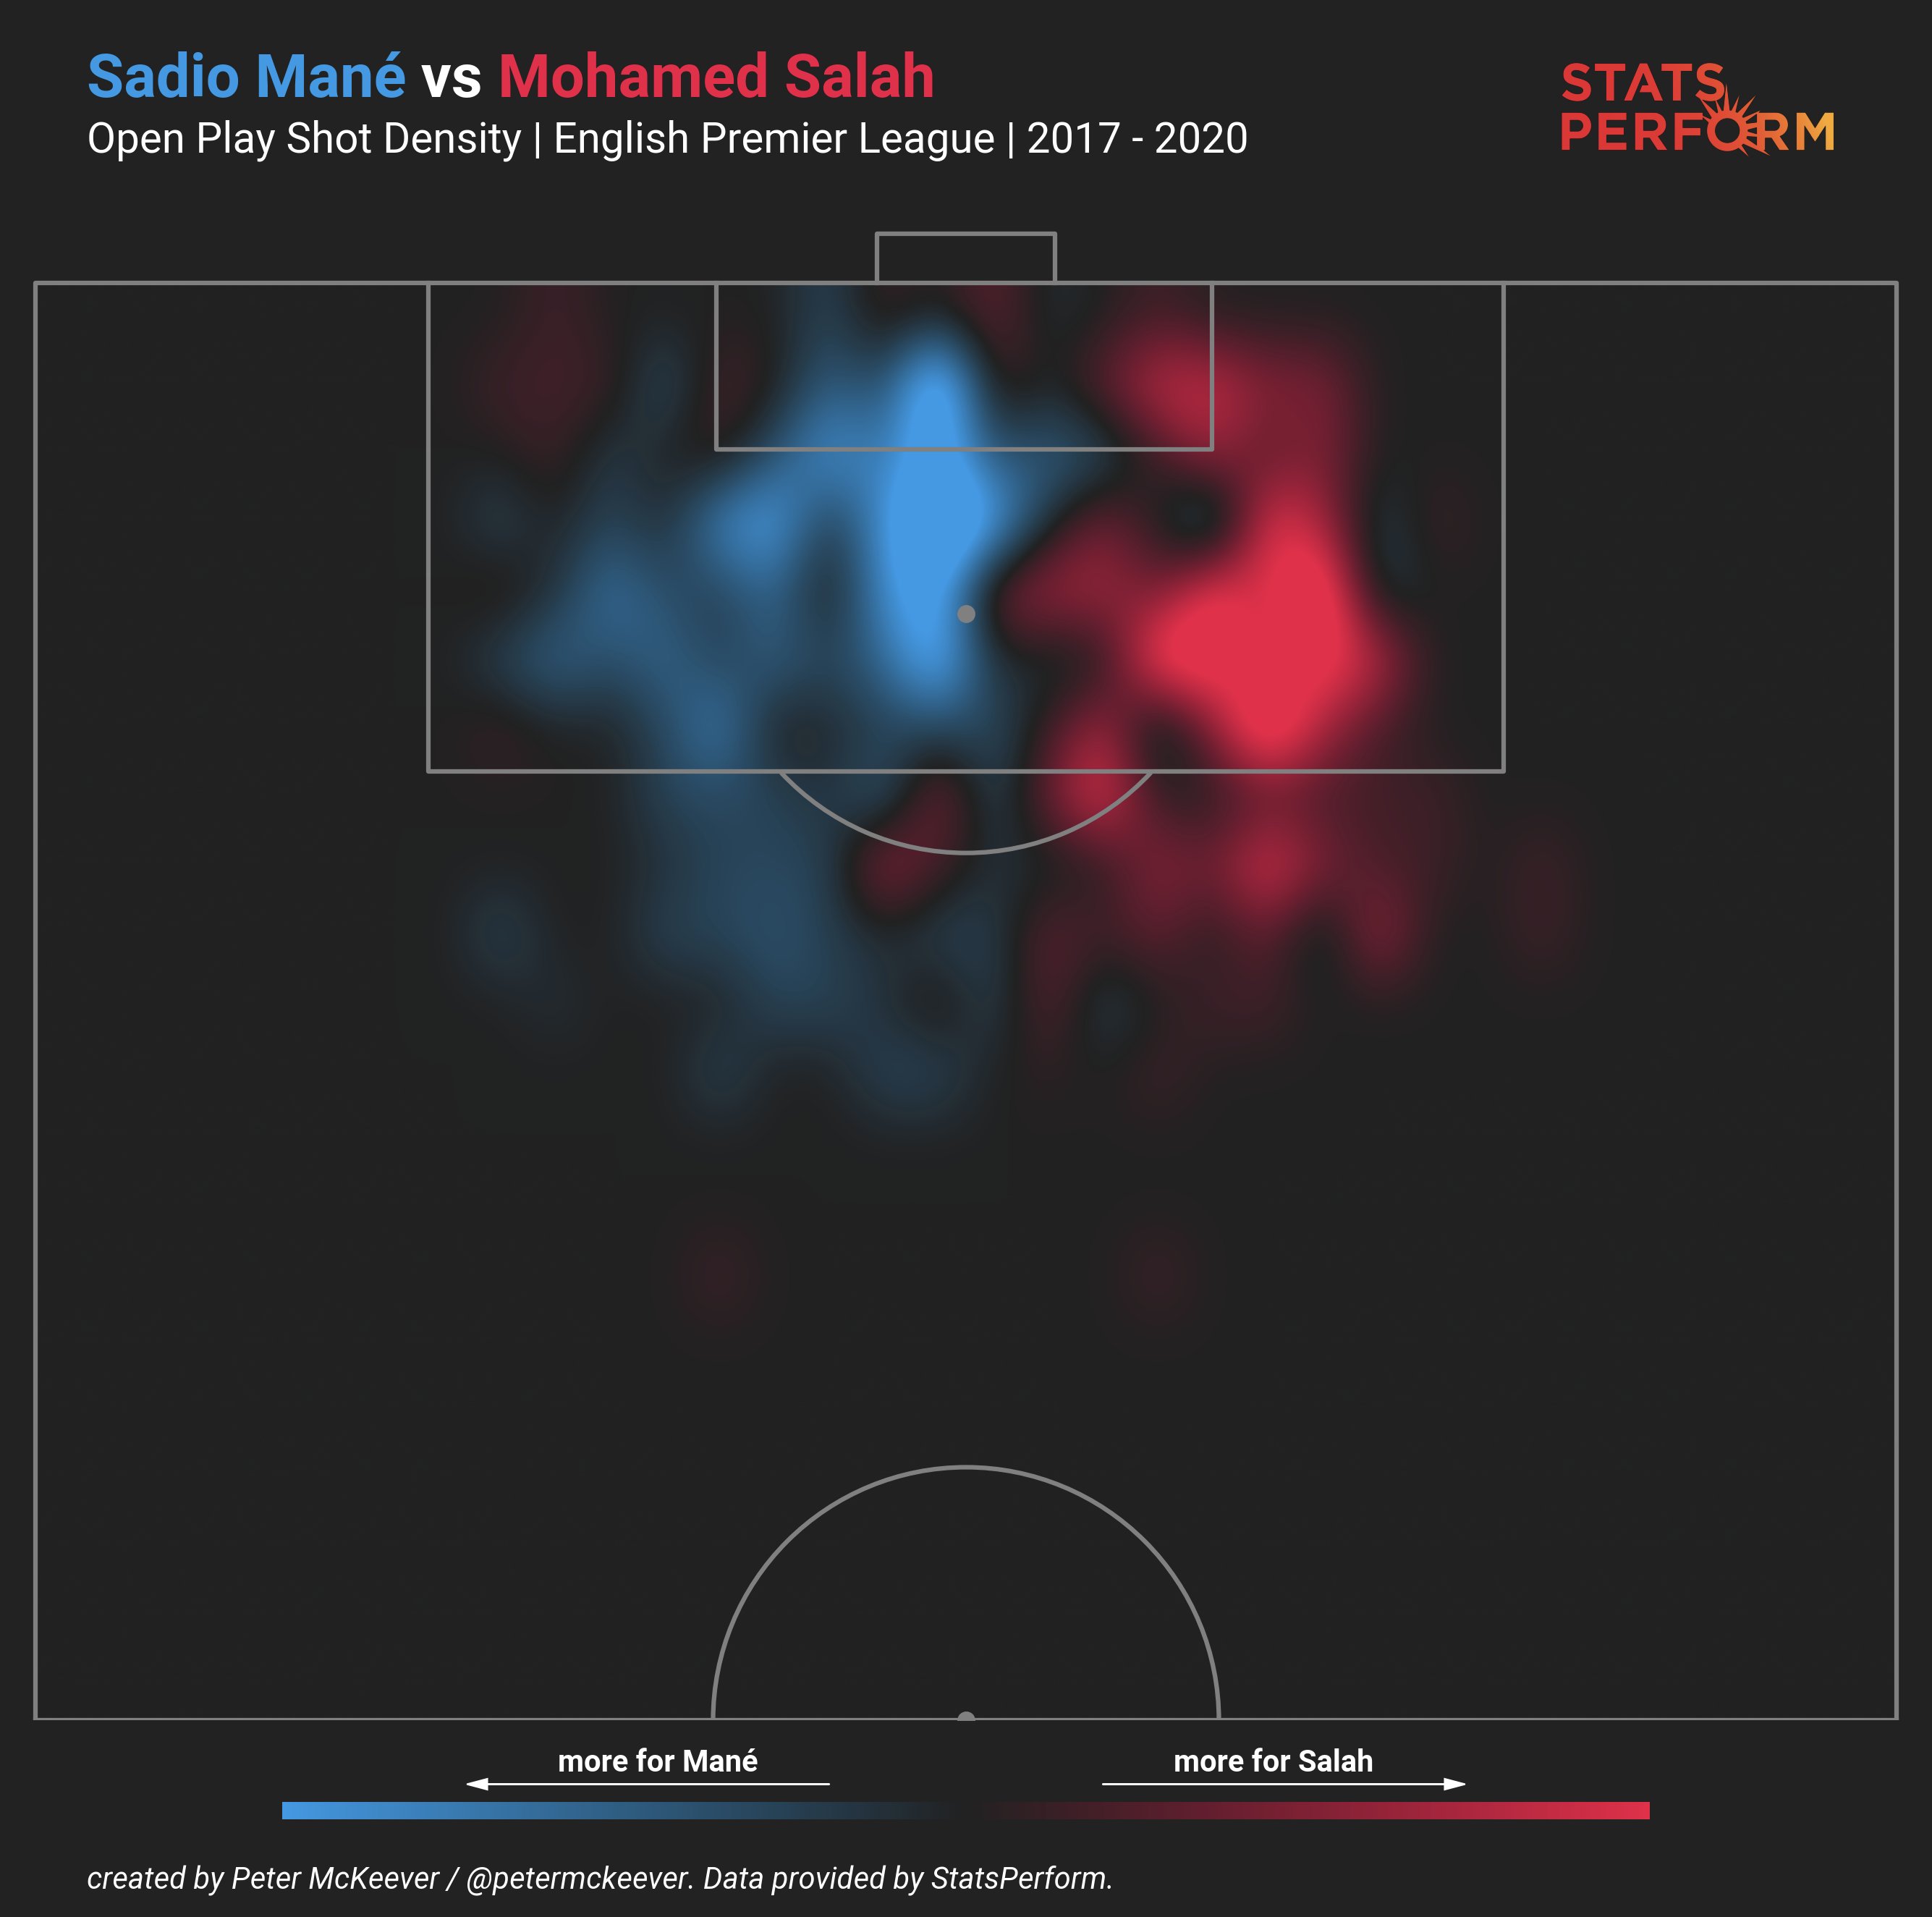 Sadio Mané vs Mohamed Salah
Open Play Shot Density | English Premier League | 2017 - 2020
STATS
PERFORM
more for Mané
more for Salah
created by Peter McKeever / @petermckeever. Data provided by StatsPerform.